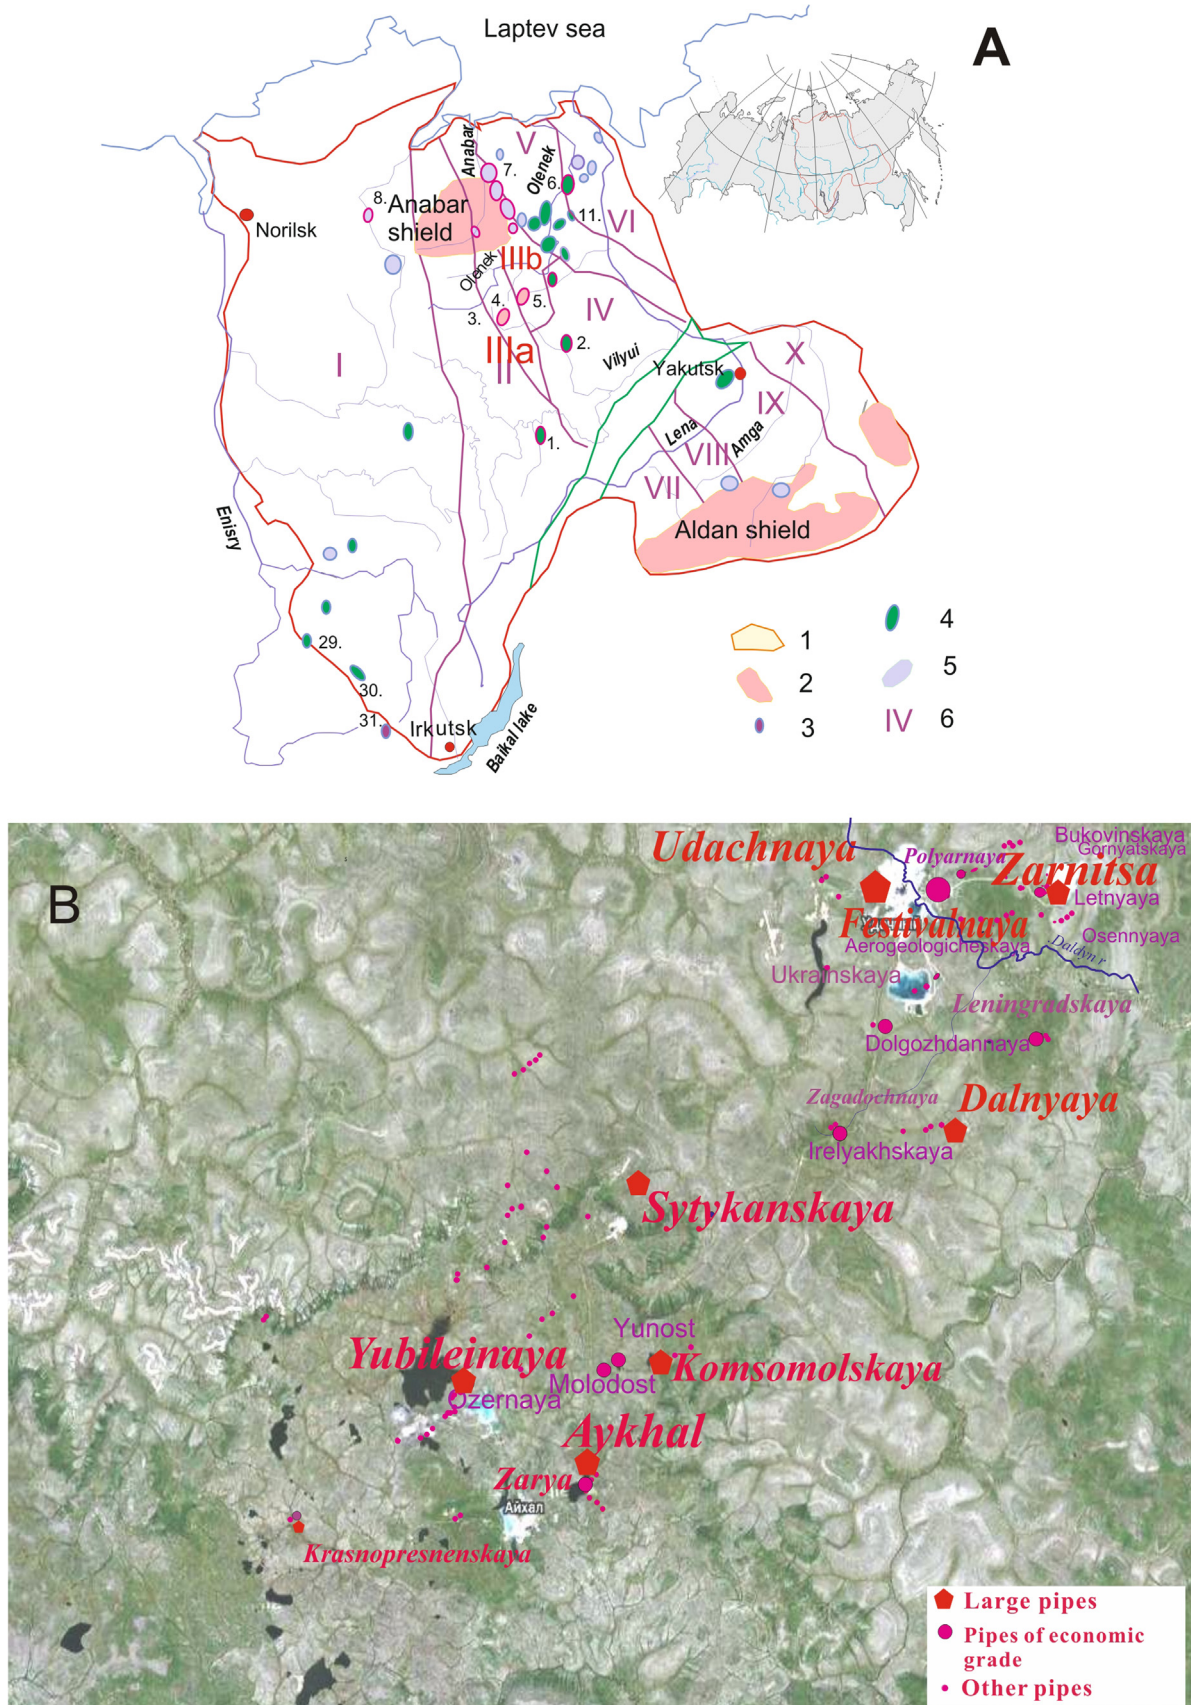 Laptev sea
A
Anabar
V
Olenek
7.
6.
8.
Anabar
shield
11.
VI
Norilsk
Olenek
IIIb
4.
5.
3.
IV
2.
IIIa
II
I
Vilyui
Yakutsk
X
IX
1.
Lena
Amga
VIII
VII
Enisry
Aldan shield
29.
30.
31.
Irkutsk
Baikal lake
1
2
3
4
5
IV
6
B
Udachnaya
Polyarnaya
Bukovinskaya
Gornyatskaya
Zarnitsa
Letnyaya
Festivalnaya
Aerogeologicheskaya
Osennyaya
Daldyn r
Ukrainskaya
Leningradskaya
Dolgozhdannaya
Zagadochnaya
Dalnyaya
Irelyakhskaya
Sytykanskaya
Yunost
Yubileinaya
Komsomolskaya
Molodost
Ozernaya
Aykhal
Zarya
Айхал
Krasnopresnenskaya
Large pipes
Pipes of economic
grade
Other pipes